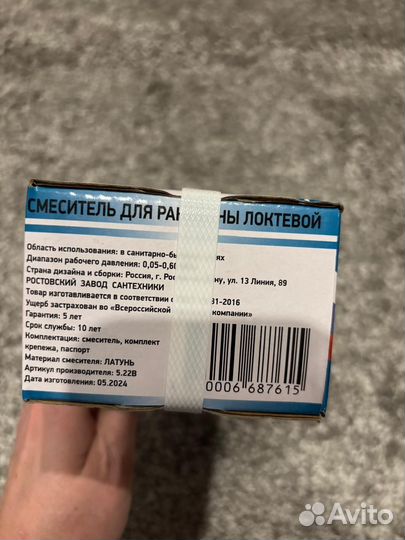 СМЕСИТЕЛЬ ДЛЯ РАК НЫ ЛОКТЕВОЙ
Область использования: в санитарно-бы ях
Диапазон рабочего давления: 0,05-0,60
Страна дизайна и сборки: Россия, г. Рос ну, ул. 13 Линия, 89
РОСТОВСКИЙ ЗАВОД САНТЕХНИКИ
Товар изготавливается в соответствии с 81-2016
Ущерб застрахован во «Всероссийской компании»
Гарантия: 5 лет
Срок службы: 10 лет
Комплектация: смеситель, комплект
крепежа, паспорт
Материал смесителя: ЛАТУНЬ
Артикул производителя: 5.22В
Дата изготовления: 05.2024
0006 687615
Avito